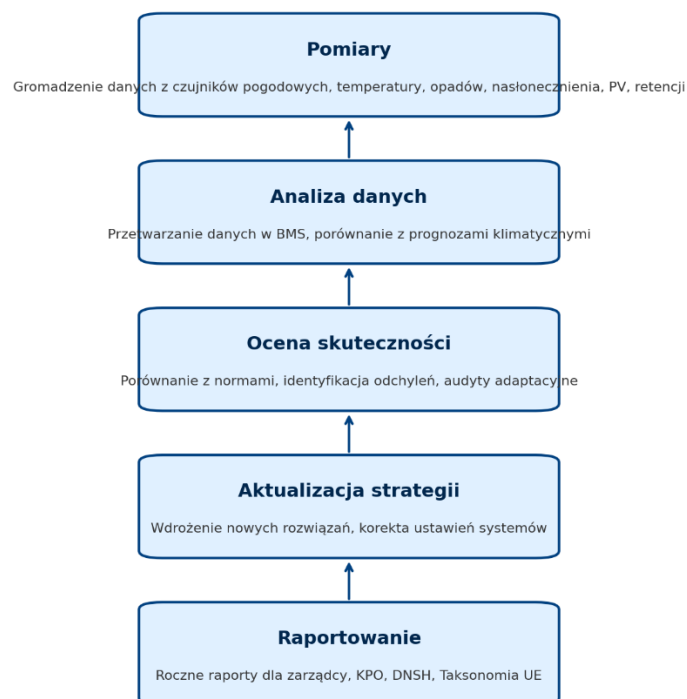 Pomiary
Gromadzenie danych z czujników pogodowych, temperatury, opadów, nasłonecznienia, PV, retencji
Analiza danych
Przetwarzanie danych w BMS, porównanie z prognozami klimatycznymi
Ocena skuteczności
Porównanie z normami, identyfikacja odchyleń, audyty adaptacyjne
Aktualizacja strategii
Wdrożenie nowych rozwiązań, korekta ustawień systemów
Raportowanie
Roczne raporty dla zarządcy, KPO, DNSH, Taksonomia UE